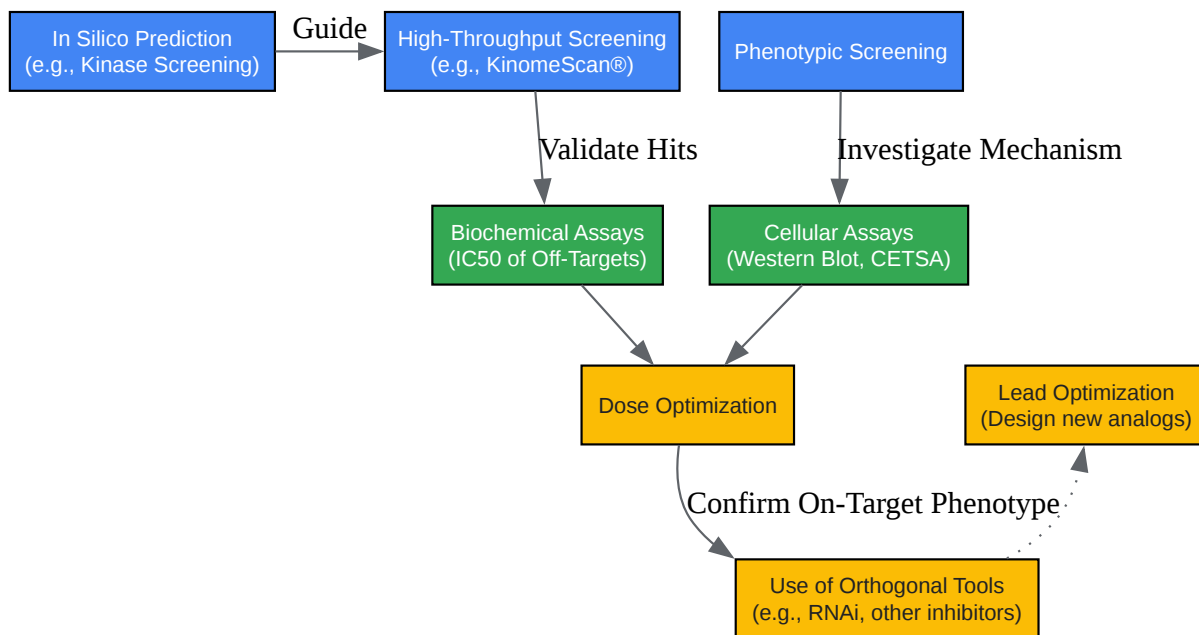 In Silico Prediction
(e.g., Kinase Screening)
Guide
High-Throughput Screening
(e.g., KinomeScan®)
Phenotypic Screening
Validate Hits
Investigate Mechanism
Biochemical Assays
(IC50 of Off-Targets)
Cellular Assays
(Western Blot, CETSA)
Dose Optimization
Lead Optimization
(Design new analogs)
Confirm On-Target Phenotype
Use of Orthogonal Tools
(e.g., RNAi, other inhibitors)